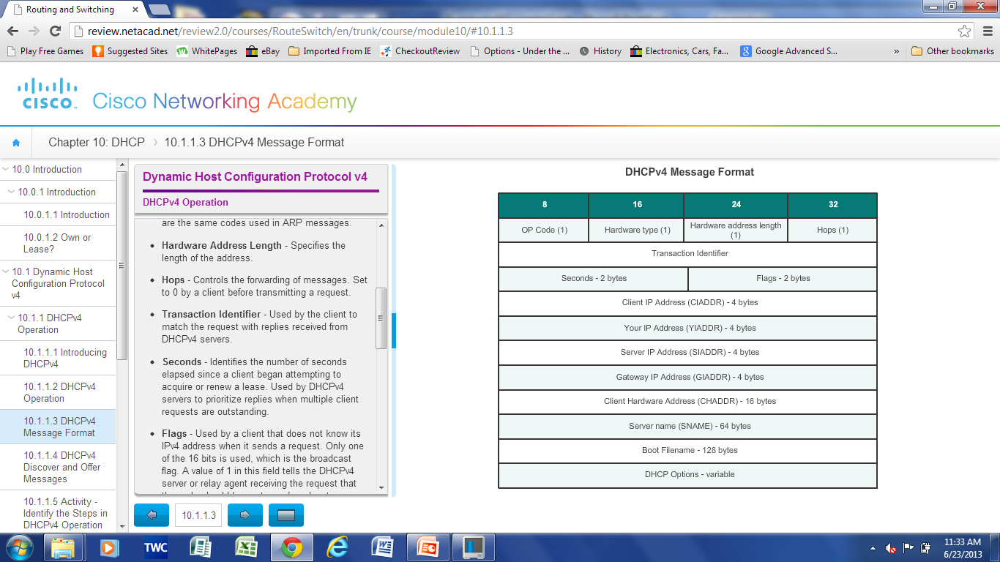 Routing and Switching
review.netacad.net/review2.0/courses/RouteSwitch/en/trunk/course/module10/#10.1.1.3
Play Free Games
Suggested Sites
WhitePages
eBay
Imported From IE
CheckoutReview
Options - Under the ...
History
Electronics, Cars, Fa...
Google Advanced S...
»
Other bookmarks
CISCO. Cisco Networking Academy
Chapter 10: DHCP > 10.1.1.3 DHCPv4 Message Format
10.0 Introduction
10.0.1 Introduction
10.0.1.1 Introduction
10.0.1.2 Own or
Lease?
10.1 Dynamic Host
Configuration Protocol
v4
10.1.1 DHCPv4
Operation
10.1.1.1 Introducing
DHCPv4
10.1.1.2 DHCPv4
Operation
10.1.1.3 DHCPv4
Message Format
10.1.1.4 DHCPv4
Discover and Offer
Messages
10.1.1.5 Activity -
Identify the Steps in
DHCPv4 Operation
Dynamic Host Configuration Protocol v4
DHCPv4 Operation
are the same codes used in ARP messages.
• Hardware Address Length - Specifies the
length of the address.
• Hops - Controls the forwarding of messages. Set
to 0 by a client before transmitting a request.
• Transaction Identifier - Used by the client to
match the request with replies received from
DHCPv4 servers.
• Seconds - Identifies the number of seconds
elapsed since a client began attempting to
acquire or renew a lease. Used by DHCPv4
servers to prioritize replies when multiple client
requests are outstanding.
• Flags - Used by a client that does not know its
IPv4 address when it sends a request. Only one
of the 16 bits is used, which is the broadcast
flag. A value of 1 in this field tells the DHCPv4
server or relay agent receiving the request that
10.1.1.3
DHCPv4 Message Format
8 16 24 32
OP Code (1) Hardware type (1) Hardware address length (1) Hops (1)
Transaction Identifier
Seconds - 2 bytes Flags - 2 bytes
Client IP Address (CIADDR) - 4 bytes
Your IP Address (YIADDR) - 4 bytes
Server IP Address (SIADDR) - 4 bytes
Gateway IP Address (GIADDR) - 4 bytes
Client Hardware Address (CHADDR) - 16 bytes
Server name (SNAME) - 64 bytes
Boot Filename - 128 bytes
DHCP Options - variable
TWC
11:33 AM
6/23/2013